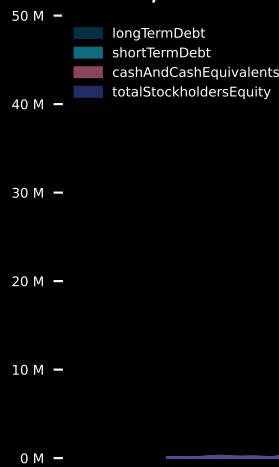 50 M
longTermDebt
shortTermDebt
cashAndCashEquivalents
totalStockholdersEquity
40 M
30 M
20 M
10 M
0 M